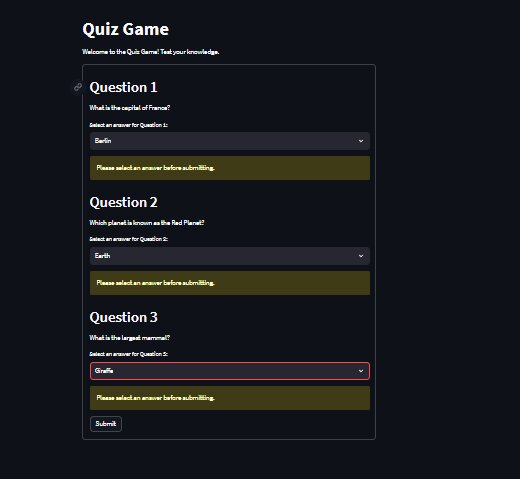 Quiz Game
Welcome to the Quiz Game! Test your knowledge.
Question 1
What is the capital of France?
Select an answer for Question 1:
Berlin
Please select an answer before submitting.
Question 2
Which planet is known as the Red Planet?
Select an answer for Question 2:
Earth
Please select an answer before submitting.
Question 3
What is the largest mammal?
Select an answer for Question 3:
Giraffe
Please select an answer before submitting.
Submit